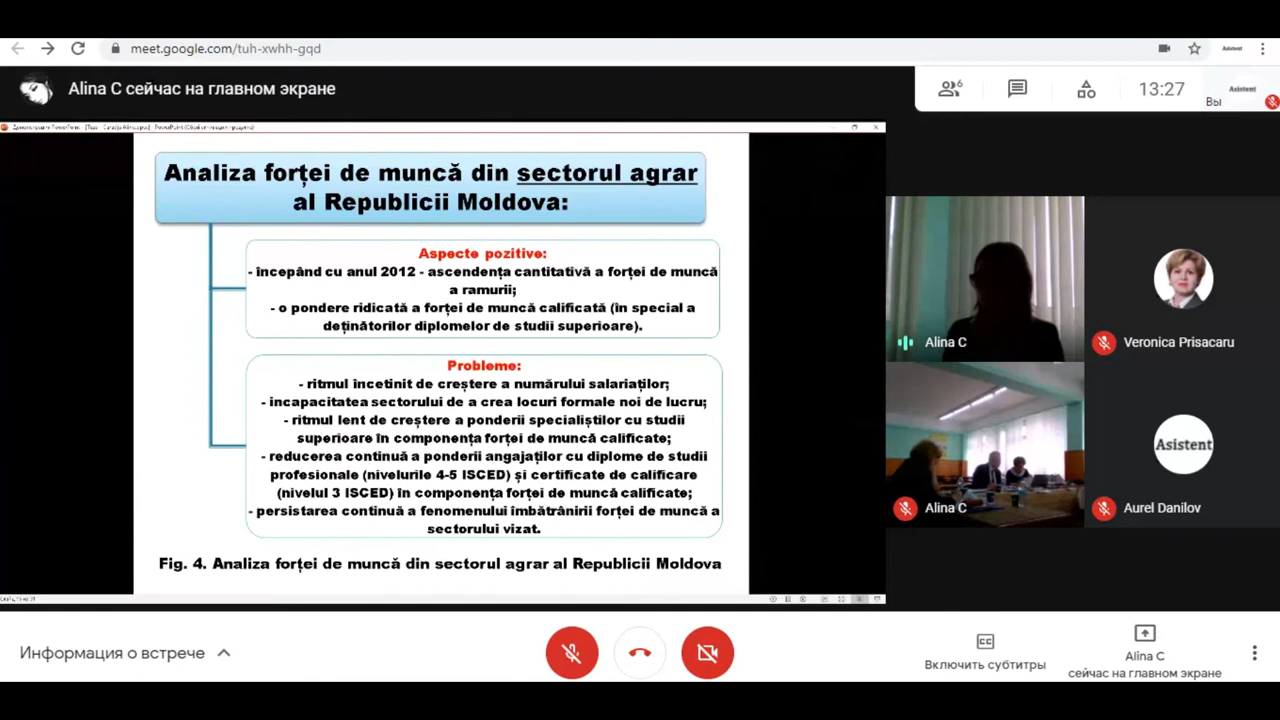 meet.google.com/tuh-xwhh-gqd
Asistent
Alina C сейчас на главном экране
6
13:27
Asistent
Вы
Analiza forței de muncă din sectorul agrar
al Republicii Moldova:
Aspecte pozitive:
- începând cu anul 2012 - ascendența cantitativă a forței de muncă
a ramurii;
- o pondere ridicată a forței de muncă calificată (în special a
deținătorilor diplomelor de studii superioare).
Probleme:
- ritmul încetinit de creștere a numărului salariaților;
- incapacitatea sectorului de a crea locuri formale noi de lucru;
- ritmul lent de creștere a ponderii specialiștilor cu studii
superioare în componența forței de muncă calificate;
- reducerea continuă a ponderii angajaților cu diplome de studii
profesionale (nivelurile 4-5 ISCED) și certificate de calificare
(nivelul 3 ISCED) în componența forței de muncă calificate;
- persistarea continuă a fenomenului îmbătrânirii forței de muncă a
sectorului vizat.
Fig. 4. Analiza forței de muncă din sectorul agrar al Republicii Moldova
Alina C
Veronica Prisacaru
Alina C
Asistent
Aurel Danilov
Информация о встрече
Включить субтитры
Alina C
сейчас на главном экране